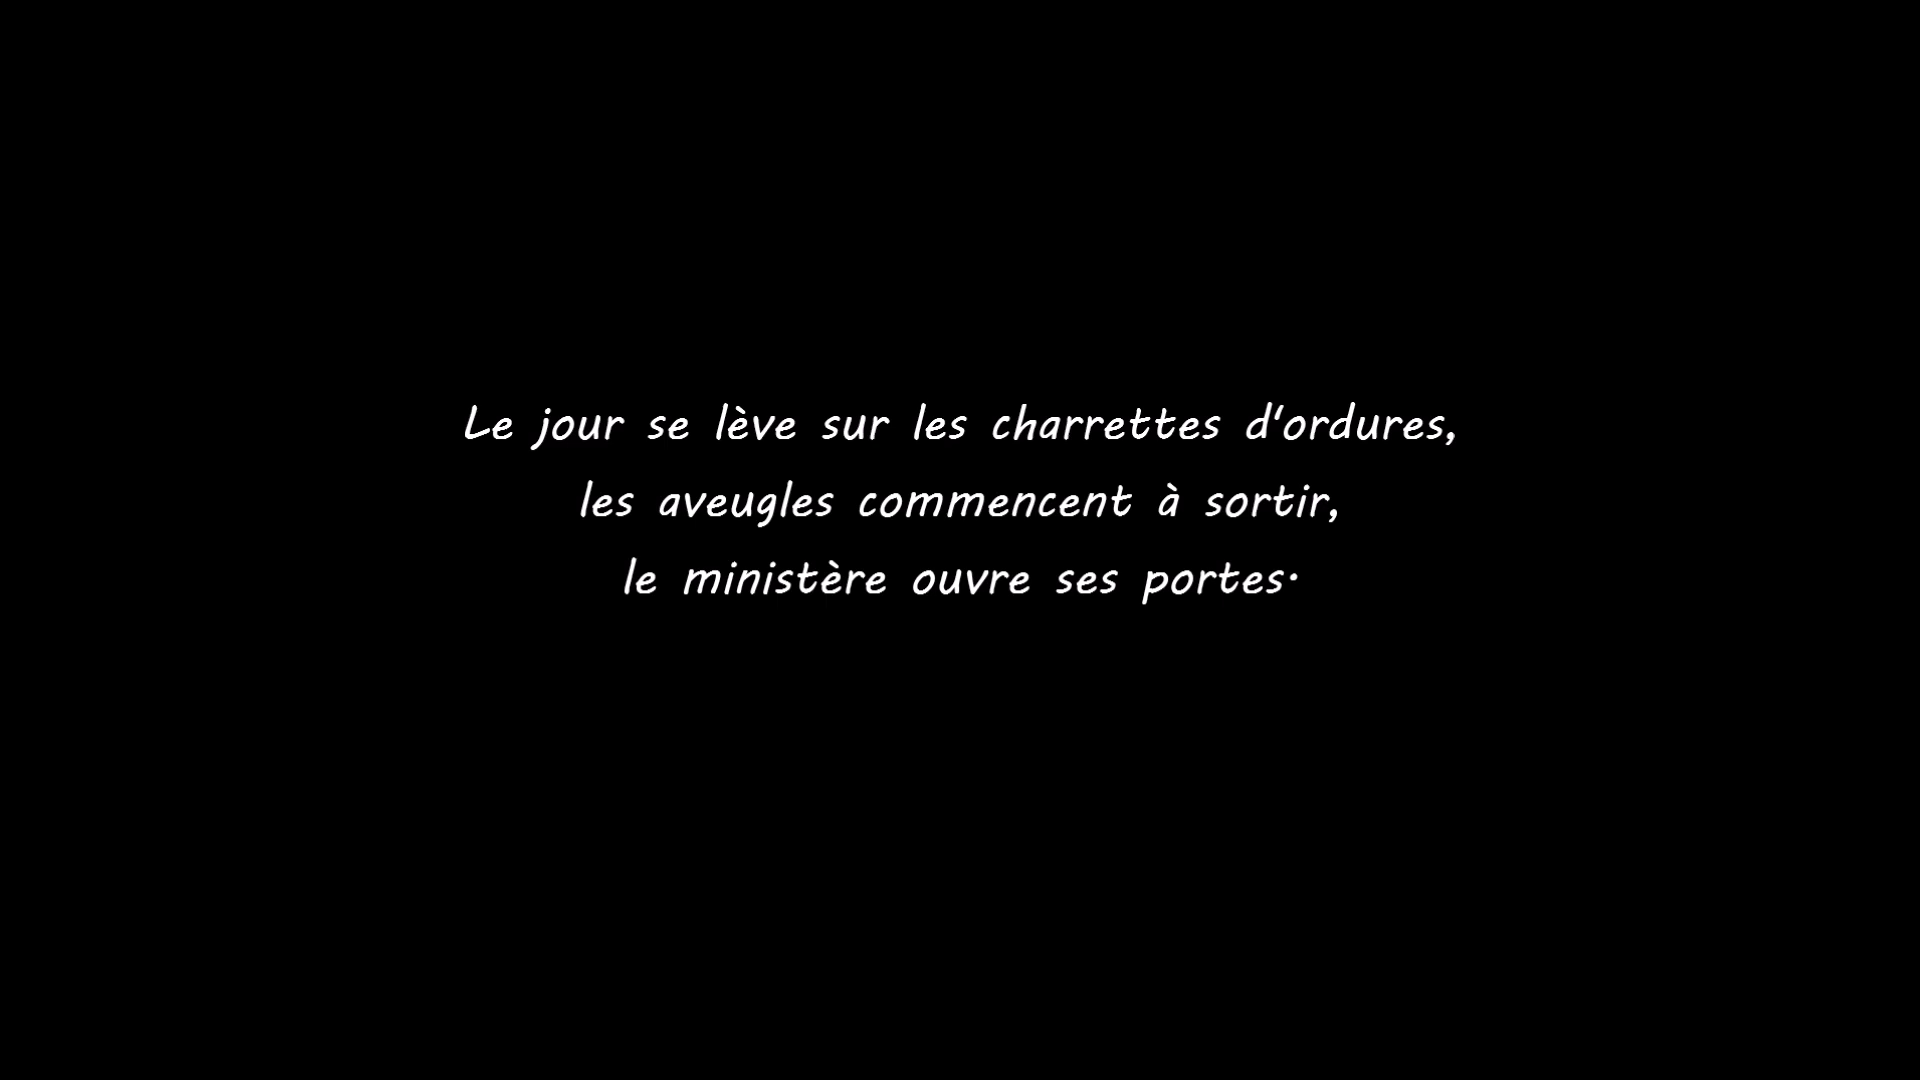 Le jour se lève sur les charrettes d'ordures,
les aveugles commencent à sortir,
le ministère ouvre ses portes.